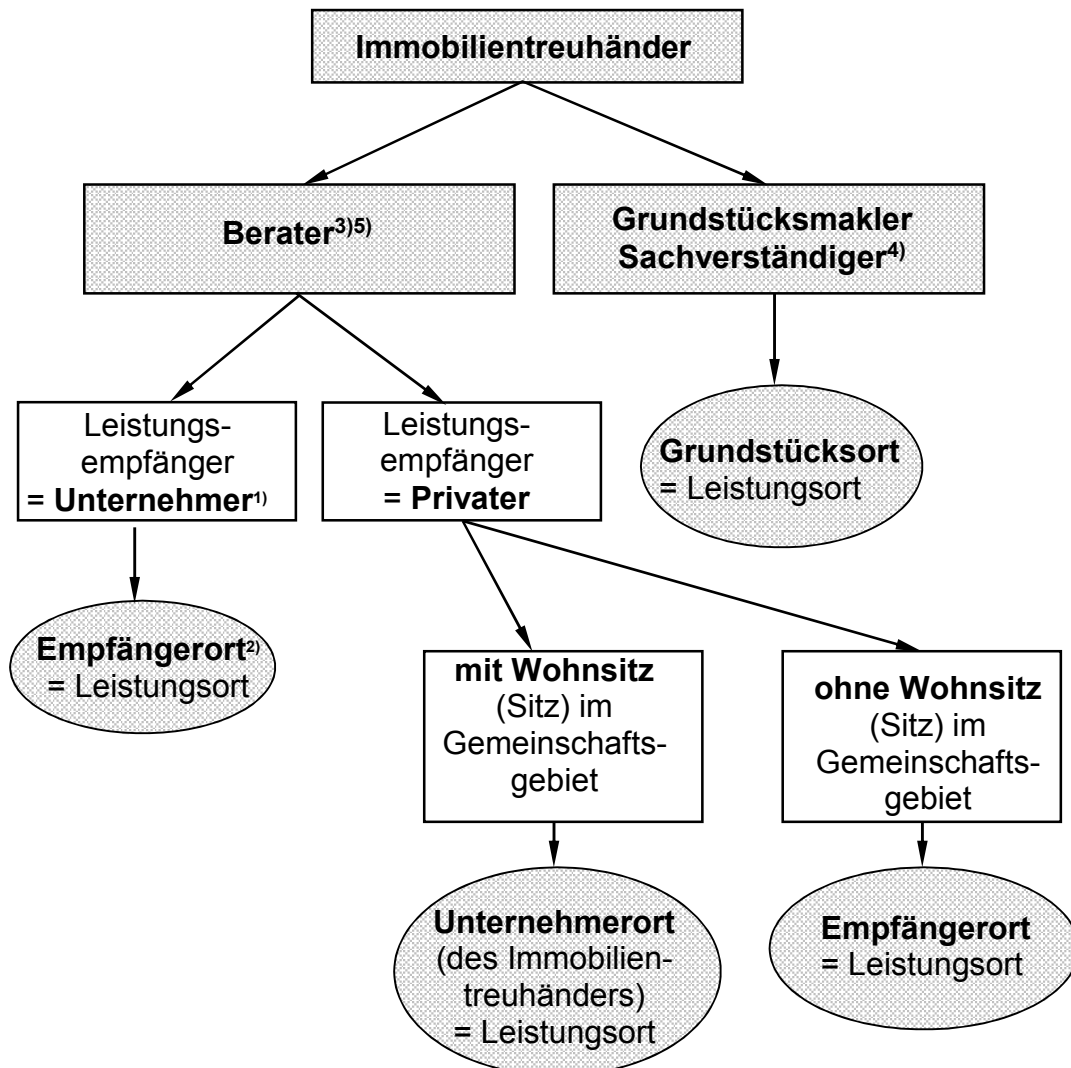 Immobilientreuhänder
Berater3)5)
Grundstücksmakler
Sachverständiger4)
Leistungs-
empfänger
= Unternehmer1)
Leistungs-
empfänger
= Privater
Grundstücksort
= Leistungsort
Empfängerort2)
= Leistungsort
mit Wohnsitz
(Sitz) im
Gemeinschafts-
gebiet
ohne Wohnsitz
(Sitz) im
Gemeinschafts-
gebiet
Unternehmerort
(des Immobilien-
treuhänders)
= Leistungsort
Empfängerort
= Leistungsort